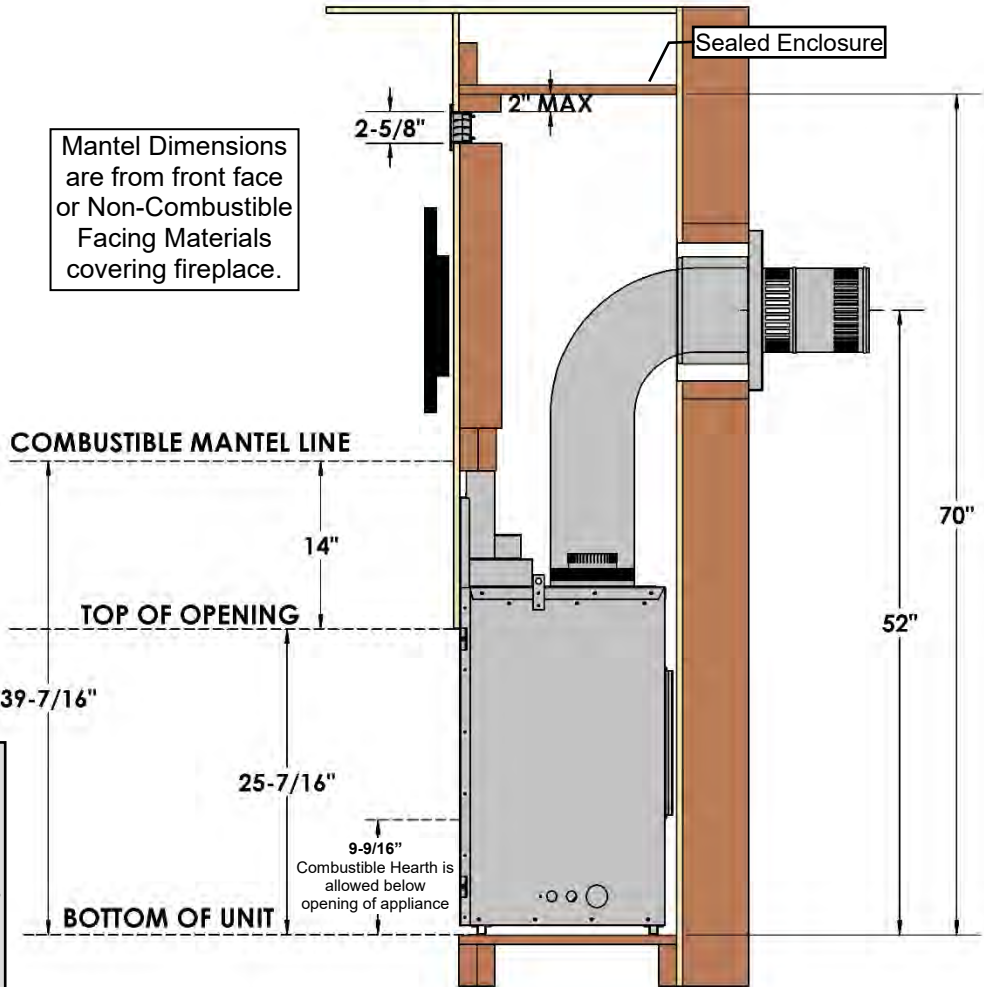 Sealed Enclosure
2" MAX
2-5/8"
Mantel Dimensions
are from front face
or Non-Combustible
Facing Materials
covering fireplace.
COMBUSTIBLE MANTEL LINE
14"
70"
TOP OF OPENING
52"
39-7/16"
25-7/16"
9-9/16”
Combustible Hearth is
allowed below
opening of appliance
BOTTOM OF UNIT